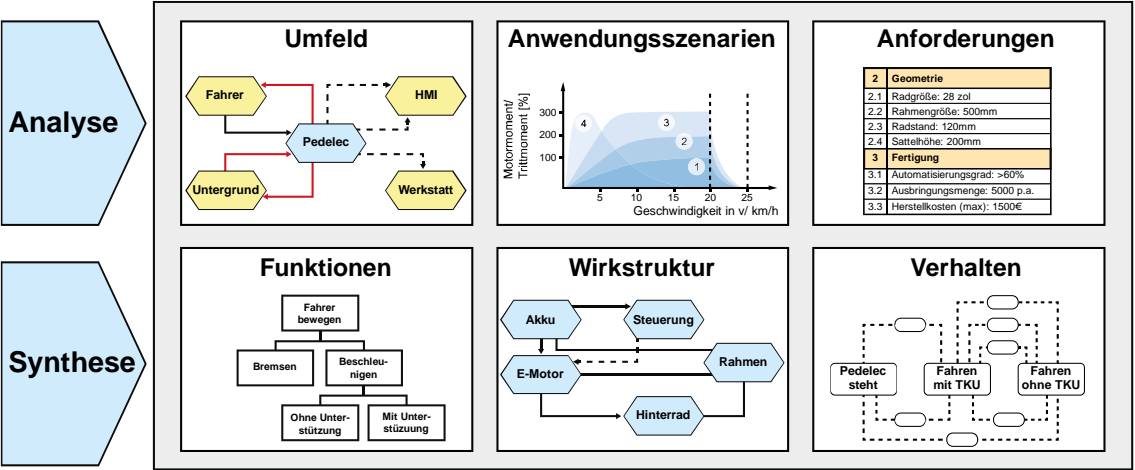 Analyse
Umfeld
Fahrer
HMI
Pedelec
Untergrund
Werkstatt
Anwendungsszenarien
Motormoment/
Trittmoment [%]
300
200
100
4
3
2
1
5
10
15
20
25
Geschwindigkeit in v/ km/h
Anforderungen
2 Geometrie
2.1 Radgröße: 28 zol
2.2 Rahmengröße: 500mm
2.3 Radstand: 120mm
2.4 Sattelhöhe: 200mm
3 Fertigung
3.1 Automatisierungsgrad: >60%
3.2 Ausbringungsmenge: 5000 p.a.
3.3 Herstellkosten (max): 1500€
Synthese
Funktionen
Fahrer
bewegen
Bremsen
Beschleu-
nigen
Ohne Unter-
stützung
Mit Unter-
stüzuung
Wirkstruktur
Akku
Steuerung
E-Motor
Rahmen
Hinterrad
Verhalten
Pedelec
steht
Fahren
mit TKU
Fahren
ohne TKU